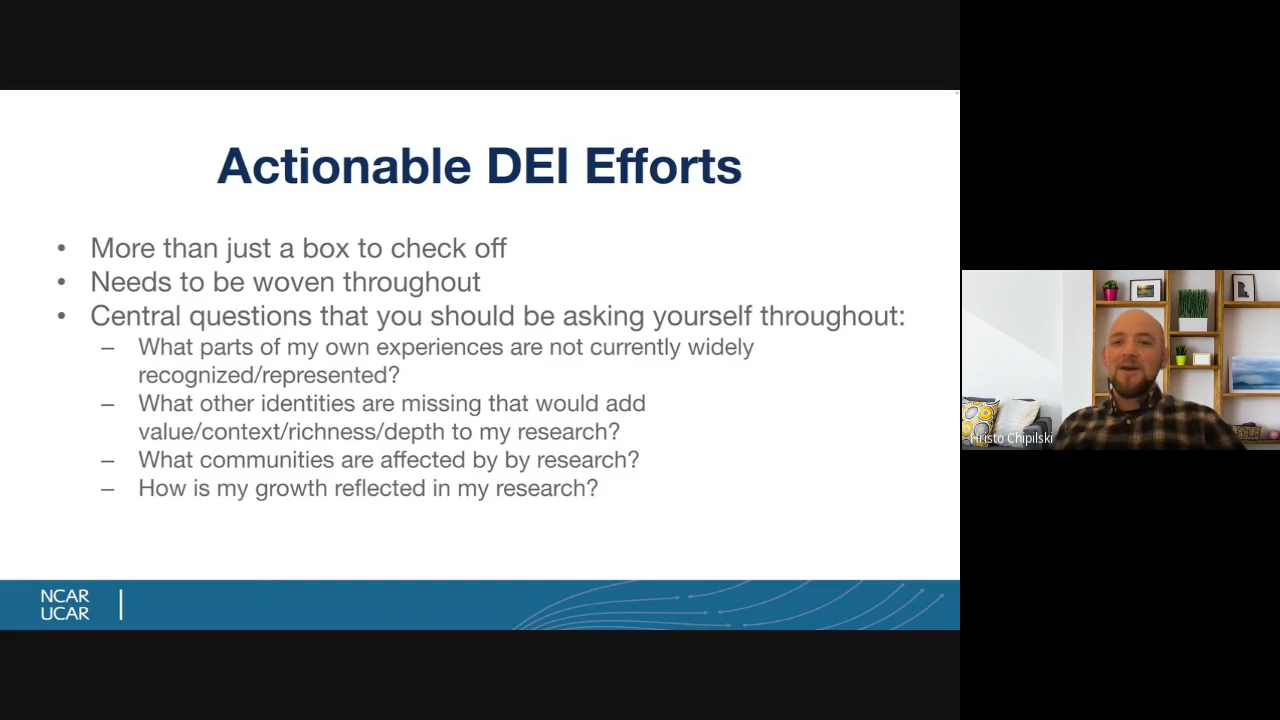 Actionable DEI Efforts
• More than just a box to check off
• Needs to be woven throughout
• Central questions that you should be asking yourself throughout:
– What parts of my own experiences are not currently widely
recognized/represented?
– What other identities are missing that would add
value/context/richness/depth to my research?
– What communities are affected by by research?
– How is my growth reflected in my research?
NCAR
UCAR
Hristo Chipilski